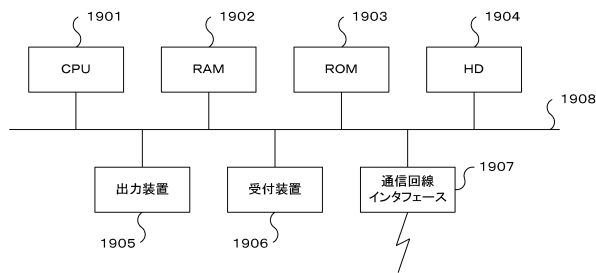 1901
1902
1903
1904
CPU
RAM
ROM
HD
1908
出力装置
受付装置
通信回線
インタフェース
1907
1905
1906